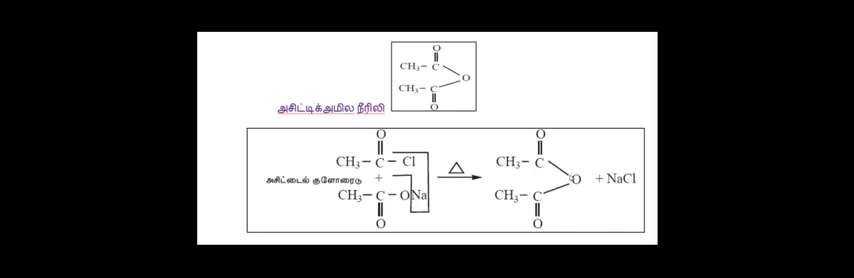 O
CH₃– C
O
CH₃– C
O
அசிட்டிக்அமில நீரிலி
O O
CH₃– C – Cl CH₃– C
அசிட்டைல் குளோரைடு + △ O + NaCl
CH₃– C – ONa CH₃– C
O O